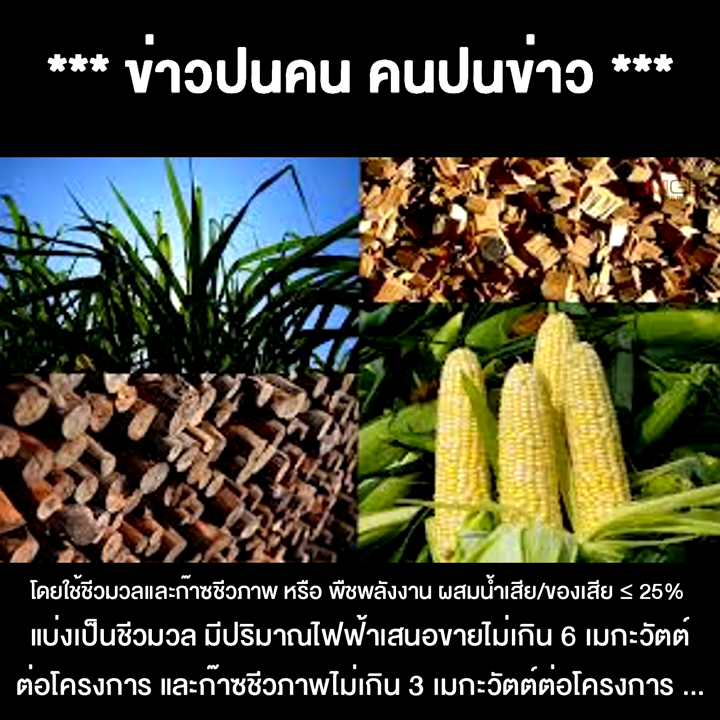 *** ข่าวปนคน คนปนข่าว ***
โดยใช้ชีวมวลและก๊าซชีวภาพ หรือ พืชพลังงาน ผสมน้ำเสีย/ของเสีย ≤ 25%
แบ่งเป็นชีวมวล มีปริมาณไฟฟ้าเสนอขายไม่เกิน 6 เมกะวัตต์
ต่อโครงการ และก๊าซชีวภาพไม่เกิน 3 เมกะวัตต์ต่อโครงการ ...